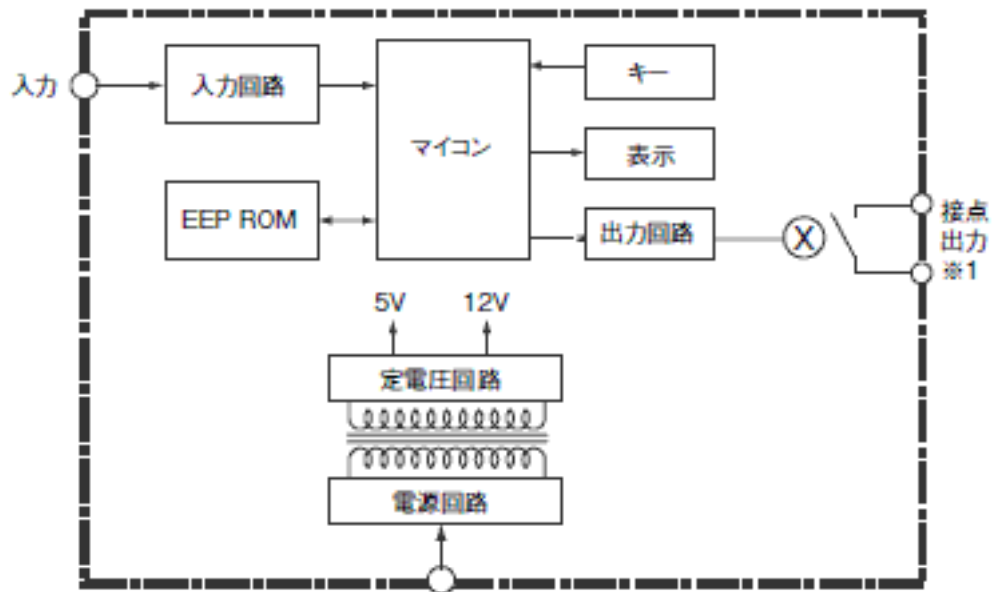 入力
入力回路
マイコン
キー
表示
EEP ROM
出力回路
X
接点
出力
※1
5V
12V
定電圧回路
電源回路